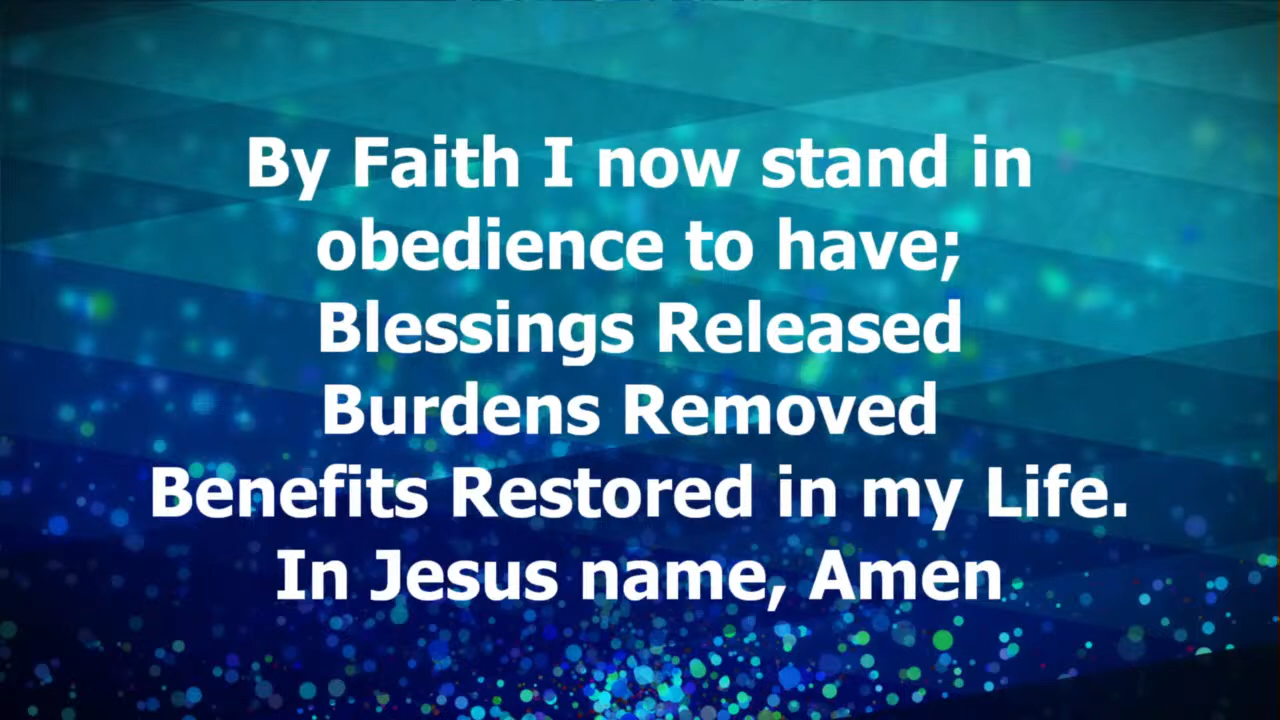 By Faith I now stand in
obedience to have;
Blessings Released
Burdens Removed
Benefits Restored in my Life.
In Jesus name, Amen